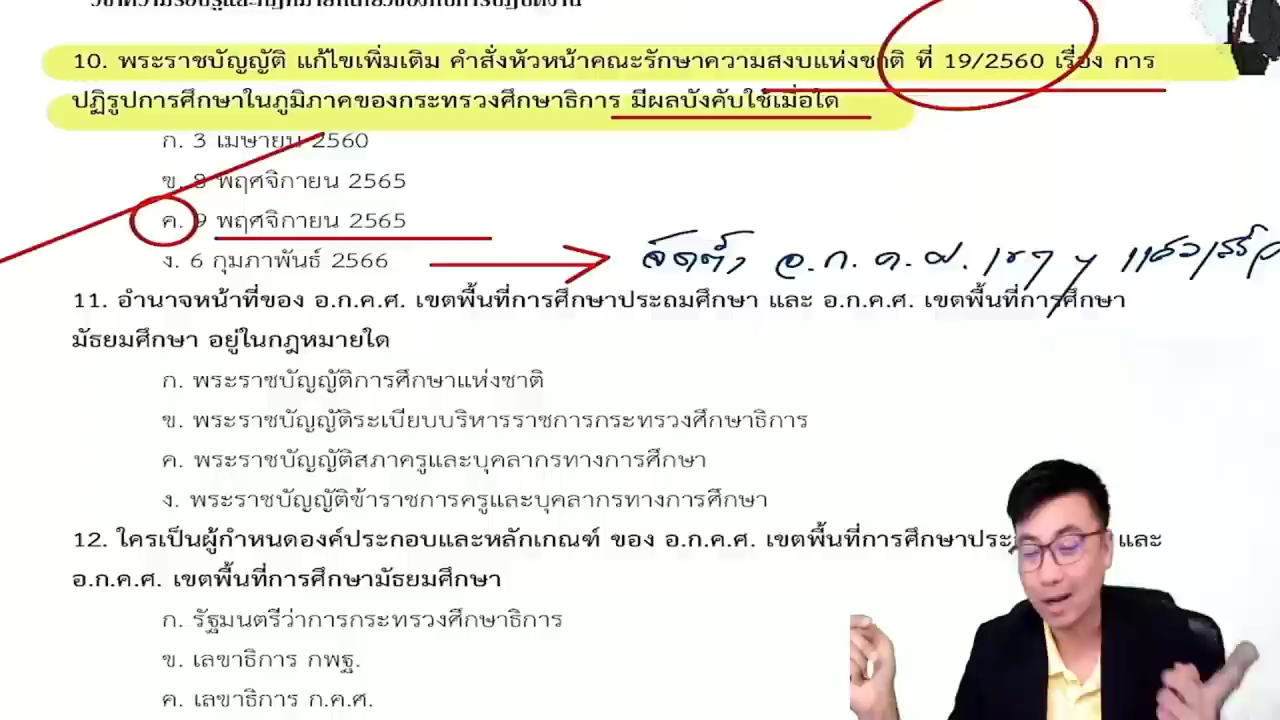 10. พระราชบัญญัติ แก้ไขเพิ่มเติม คำสั่งหัวหน้าคณะรักษาความสงบแห่งชาติ ที่ 19/2560 เรื่อง การ
ปฏิรูปการศึกษาในภูมิภาคของกระทรวงศึกษาธิการ มีผลบังคับใช้เมื่อใด
ก. 3 เมษายน 2560
ข. 8 พฤศจิกายน 2565
ค. 9 พฤศจิกายน 2565
ง. 6 กุมภาพันธ์ 2566
จัดตั้ง อ.ก.ค.ศ. เขตฯ
11. อำนาจหน้าที่ของ อ.ก.ค.ศ. เขตพื้นที่การศึกษาประถมศึกษา และ อ.ก.ค.ศ. เขตพื้นที่การศึกษา
มัธยมศึกษา อยู่ในกฎหมายใด
ก. พระราชบัญญัติการศึกษาแห่งชาติ
ข. พระราชบัญญัติระเบียบบริหารราชการกระทรวงศึกษาธิการ
ค. พระราชบัญญัติสภาครูและบุคลากรทางการศึกษา
ง. พระราชบัญญัติข้าราชการครูและบุคลากรทางการศึกษา
12. ใครเป็นผู้กำหนดองค์ประกอบและหลักเกณฑ์ ของ อ.ก.ค.ศ. เขตพื้นที่การศึกษา และ
อ.ก.ค.ศ. เขตพื้นที่การศึกษามัธยมศึกษา
ก. รัฐมนตรีว่าการกระทรวงศึกษาธิการ
ข. เลขาธิการ กพฐ.
ค. เลขาธิการ ก.ค.ศ.